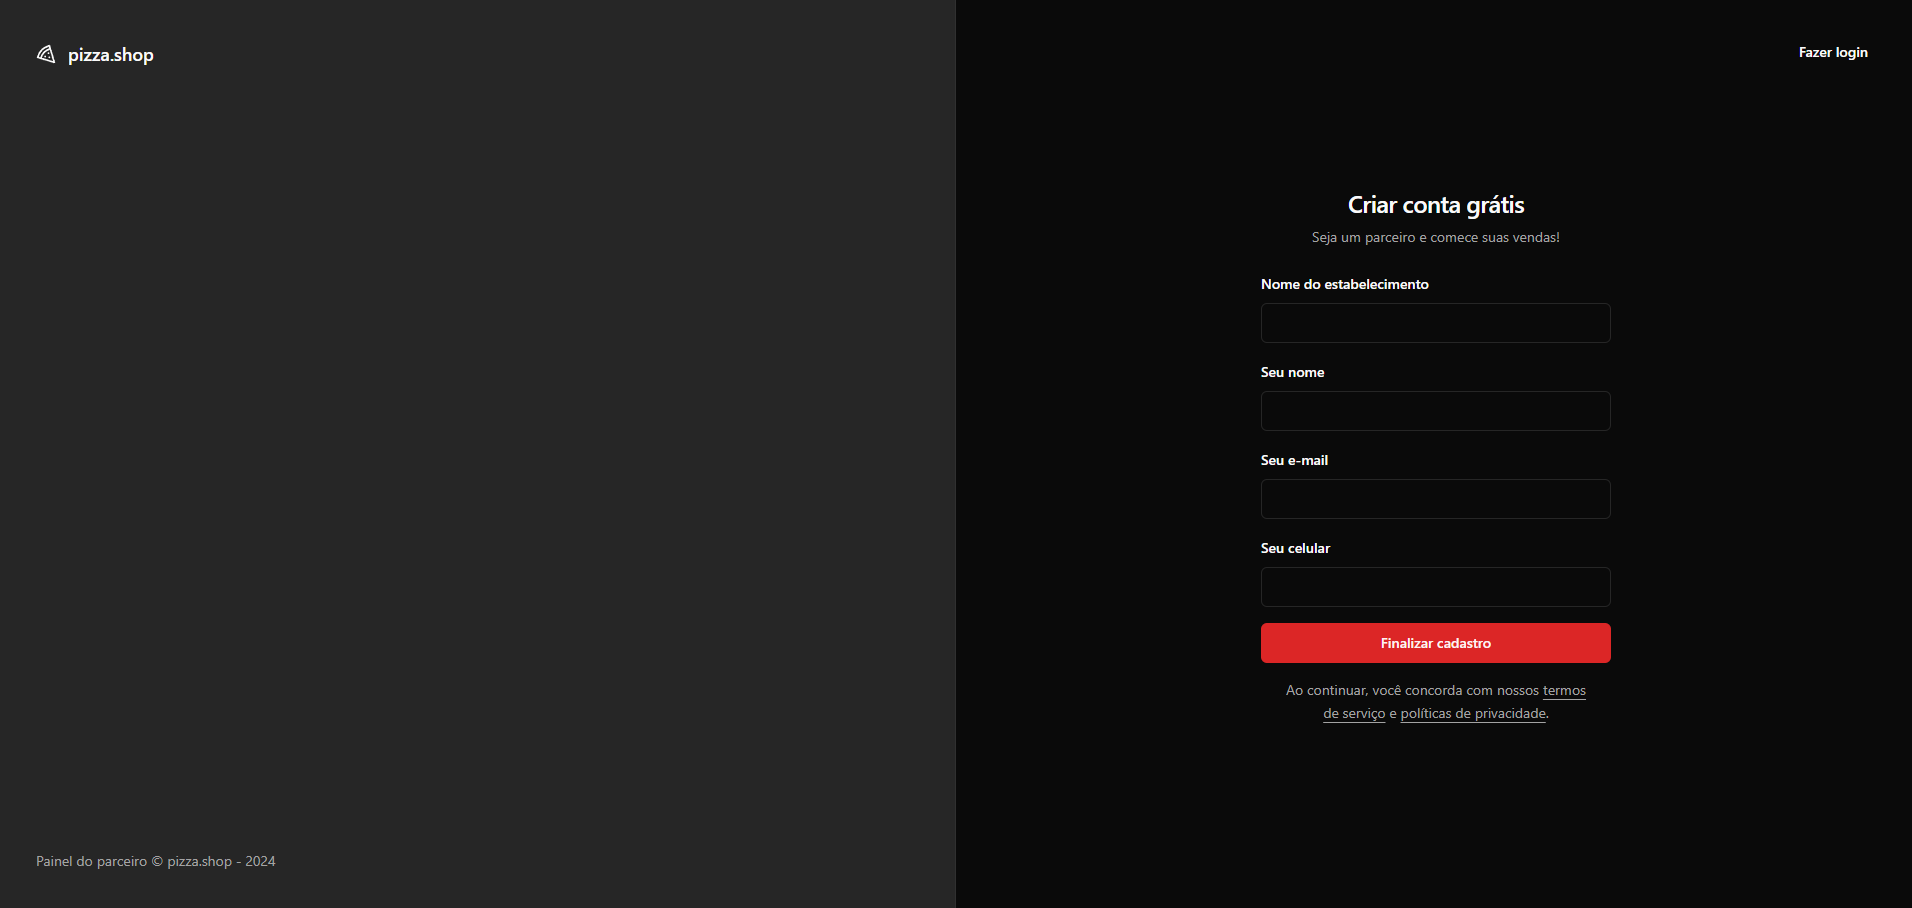 pizza.shop
Fazer login
Criar conta grátis
Seja um parceiro e comece suas vendas!
Nome do estabelecimento
Seu nome
Seu e-mail
Seu celular
Finalizar cadastro
Ao continuar, você concorda com nossos termos
de serviço e políticas de privacidade.
Painel do parceiro © pizza.shop - 2024